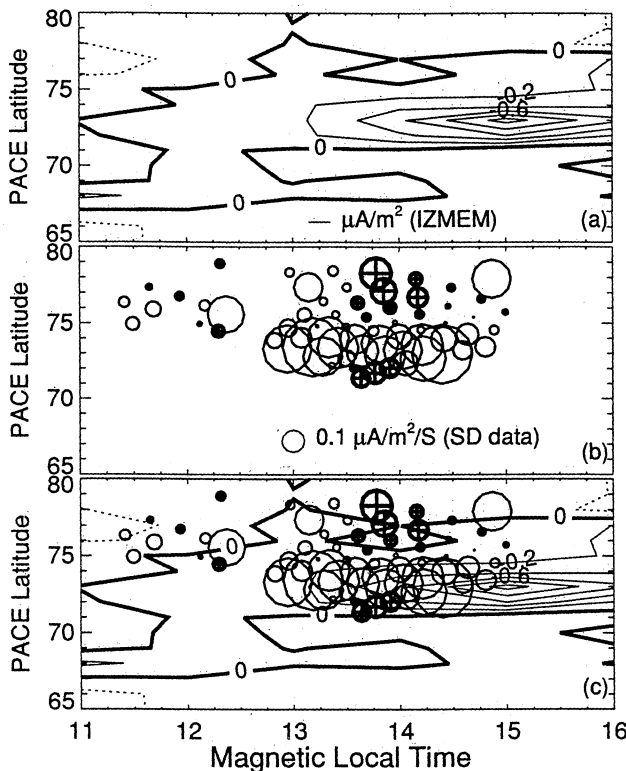 80
0
75
-0.2
-0.6
PACE Latitude
70
0
0
μA/m² (IZMEM)
(a)
65
80
75
PACE Latitude
70
0.1 μA/m²/S (SD data)
(b)
65
80
0
75
0
-0.2
-0.6
PACE Latitude
70
0
0
(c)
65
11 12 13 14 15 16
Magnetic Local Time